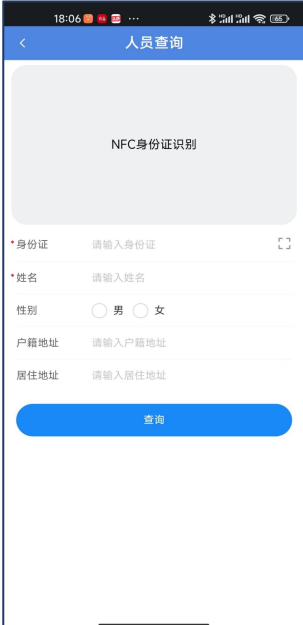 18:06 ··· 65
人员查询
NFC身份证识别
*身份证 请输入身份证
*姓名 请输入姓名
性别 男 女
户籍地址 请输入户籍地址
居住地址 请输入居住地址
查询